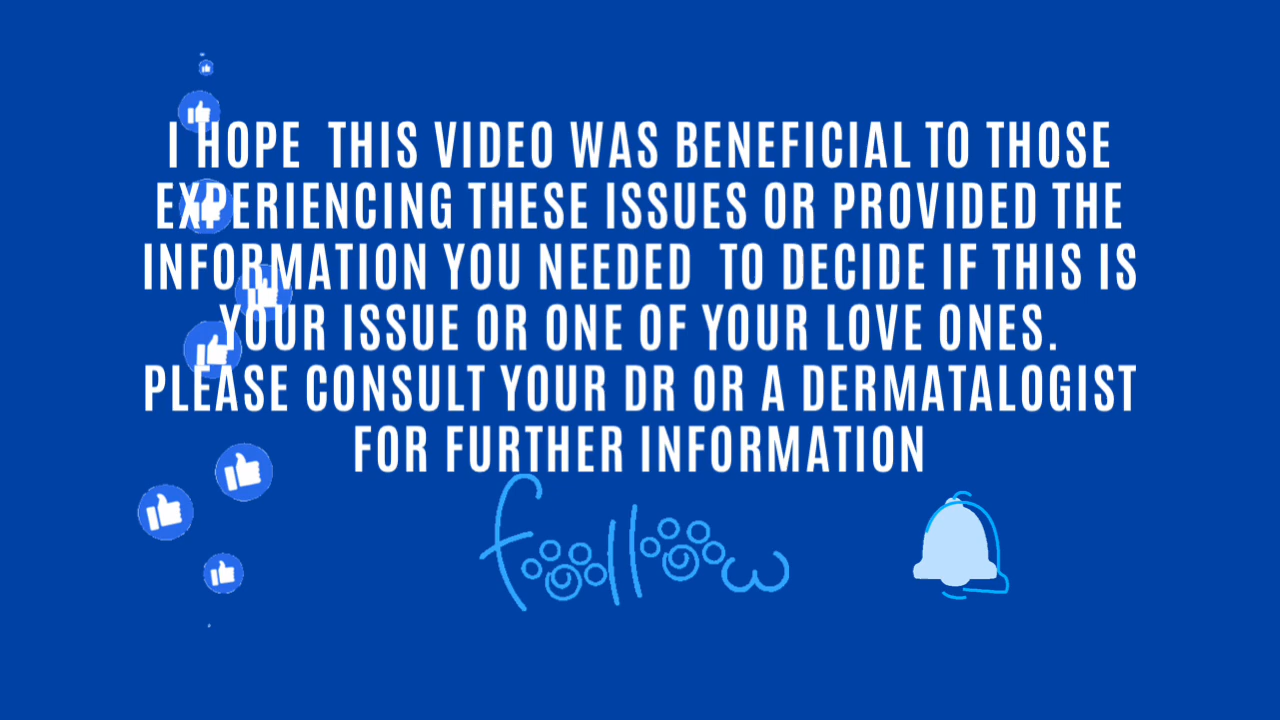 I HOPE THIS VIDEO WAS BENEFICIAL TO THOSE
EXPERIENCING THESE ISSUES OR PROVIDED THE
INFORMATION YOU NEEDED TO DECIDE IF THIS IS
YOUR ISSUE OR ONE OF YOUR LOVE ONES.
PLEASE CONSULT YOUR DR OR A DERMATALOGIST
FOR FURTHER INFORMATION
follow